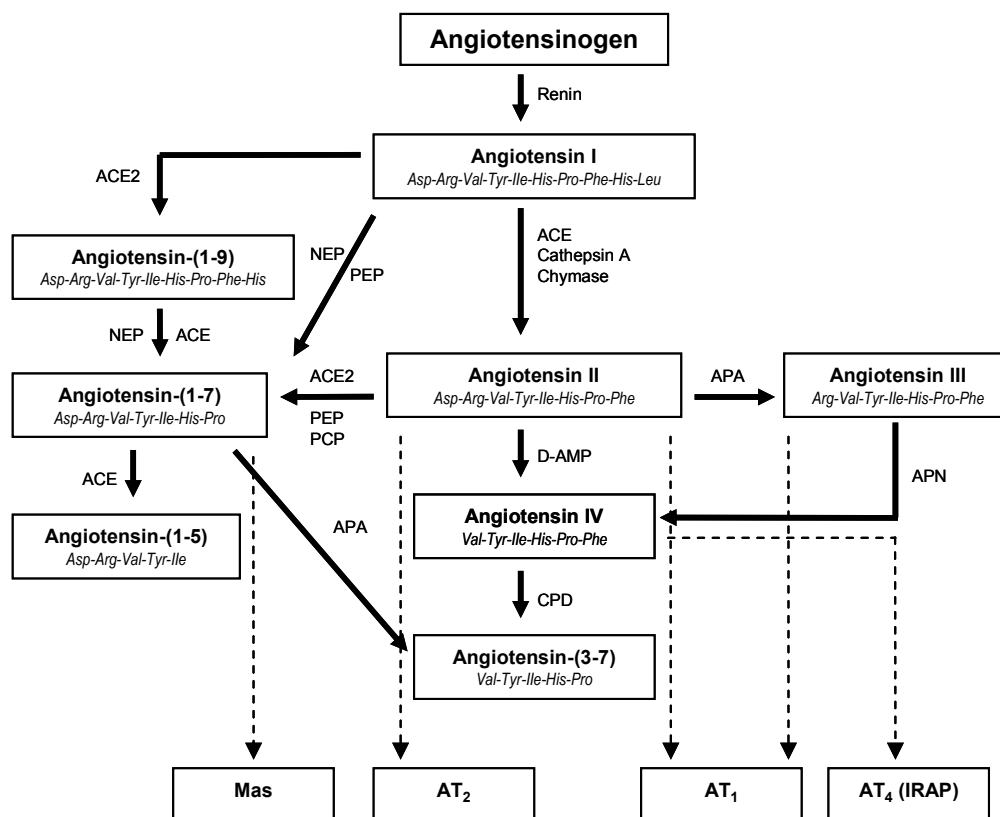 Angiotensinogen
Renin
Angiotensin I
Asp-Arg-Val-Tyr-Ile-His-Pro-Phe-His-Leu
ACE2
Angiotensin-(1-9)
Asp-Arg-Val-Tyr-Ile-His-Pro-Phe-His
NEP
PEP
ACE
Cathepsin A
Chymase
NEP
ACE
Angiotensin-(1-7)
Asp-Arg-Val-Tyr-Ile-His-Pro
ACE2
PEP
PCP
Angiotensin II
Asp-Arg-Val-Tyr-Ile-His-Pro-Phe
APA
Angiotensin III
Arg-Val-Tyr-Ile-His-Pro-Phe
ACE
D-AMP
APN
Angiotensin-(1-5)
Asp-Arg-Val-Tyr-Ile
APA
Angiotensin IV
Val-Tyr-Ile-His-Pro-Phe
CPD
Angiotensin-(3-7)
Val-Tyr-Ile-His-Pro
Mas
AT2
AT1
AT4 (IRAP)